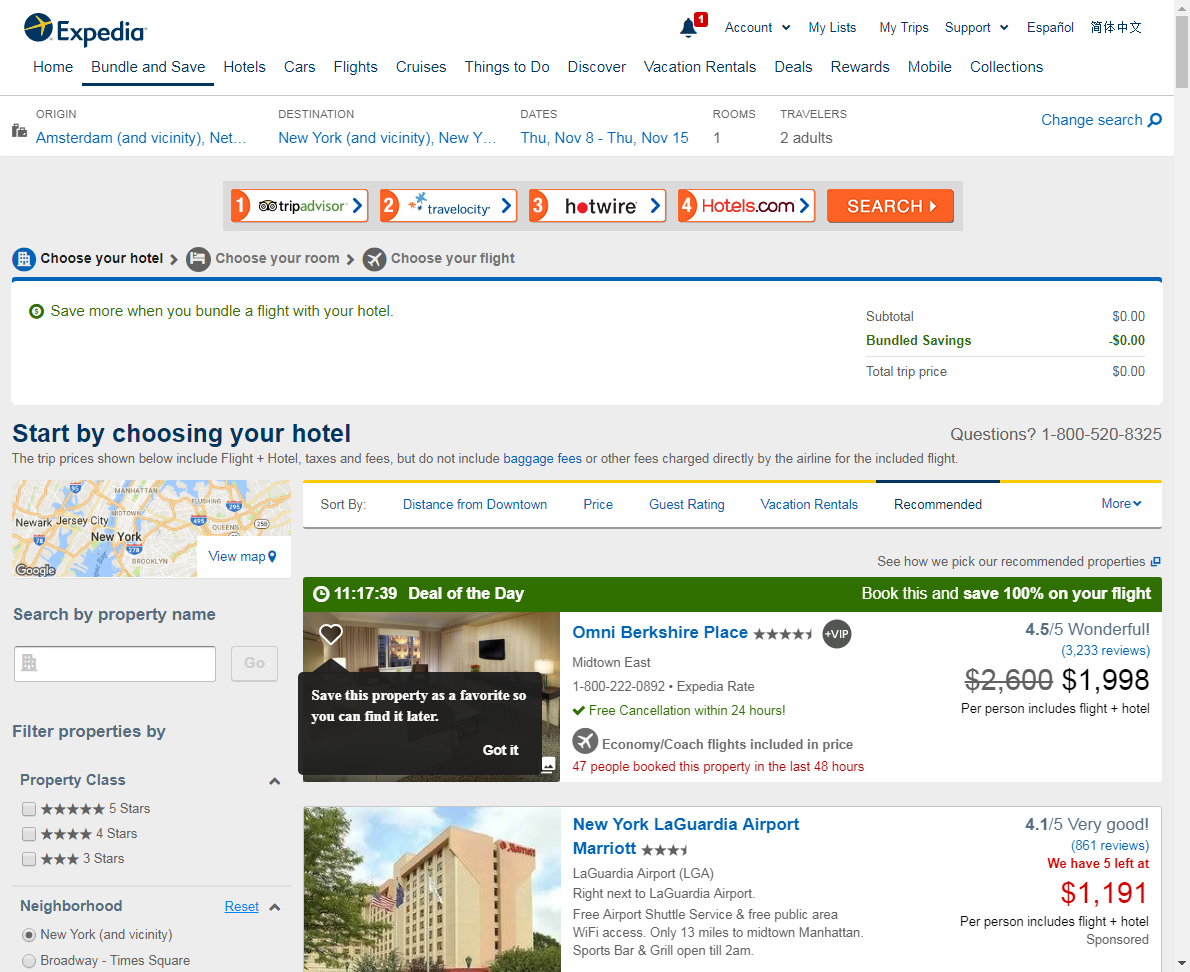 Expedia
1
Account
My Lists
My Trips
Support
Español
简体中文
Home
Bundle and Save
Hotels
Cars
Flights
Cruises
Things to Do
Discover
Vacation Rentals
Deals
Rewards
Mobile
Collections
ORIGIN
DESTINATION
DATES
ROOMS
TRAVELERS
Amsterdam (and vicinity), Net…
New York (and vicinity), New Y…
Thu, Nov 8 - Thu, Nov 15
1
2 adults
Change search
1 tripadvisor
2 travelocity
3 hotwire
4 Hotels.com
SEARCH
Choose your hotel
Choose your room
Choose your flight
Save more when you bundle a flight with your hotel.
Subtotal $0.00
Bundled Savings -$0.00
Total trip price $0.00
Start by choosing your hotel
Questions? 1-800-520-8325
The trip prices shown below include Flight + Hotel, taxes and fees, but do not include baggage fees or other fees charged directly by the airline for the included flight.
MANHATTAN
95
FLUSHING
295
MIDTOWN
495
258
Newark
Jersey City
QUEENS
78
New York
278
BROOKLYN
Google
View map
Sort By:
Distance from Downtown
Price
Guest Rating
Vacation Rentals
Recommended
More
See how we pick our recommended properties
Search by property name
Go
Filter properties by
Property Class
5 Stars
4 Stars
3 Stars
Neighborhood
Reset
New York (and vicinity)
Broadway - Times Square
11:17:39 Deal of the Day
Book this and save 100% on your flight
Save this property as a favorite so
you can find it later.
Got it
Omni Berkshire Place
+VIP
Midtown East
1-800-222-0892 • Expedia Rate
Free Cancellation within 24 hours!
Economy/Coach flights included in price
47 people booked this property in the last 48 hours
4.5/5 Wonderful!
(3,233 reviews)
$2,600 $1,998
Per person includes flight + hotel
Marriott
New York LaGuardia Airport
Marriott
LaGuardia Airport (LGA)
Right next to LaGuardia Airport.
Free Airport Shuttle Service & free public area
WiFi access. Only 13 miles to midtown Manhattan.
Sports Bar & Grill open till 2am.
4.1/5 Very good!
(861 reviews)
We have 5 left at
$1,191
Per person includes flight + hotel
Sponsored